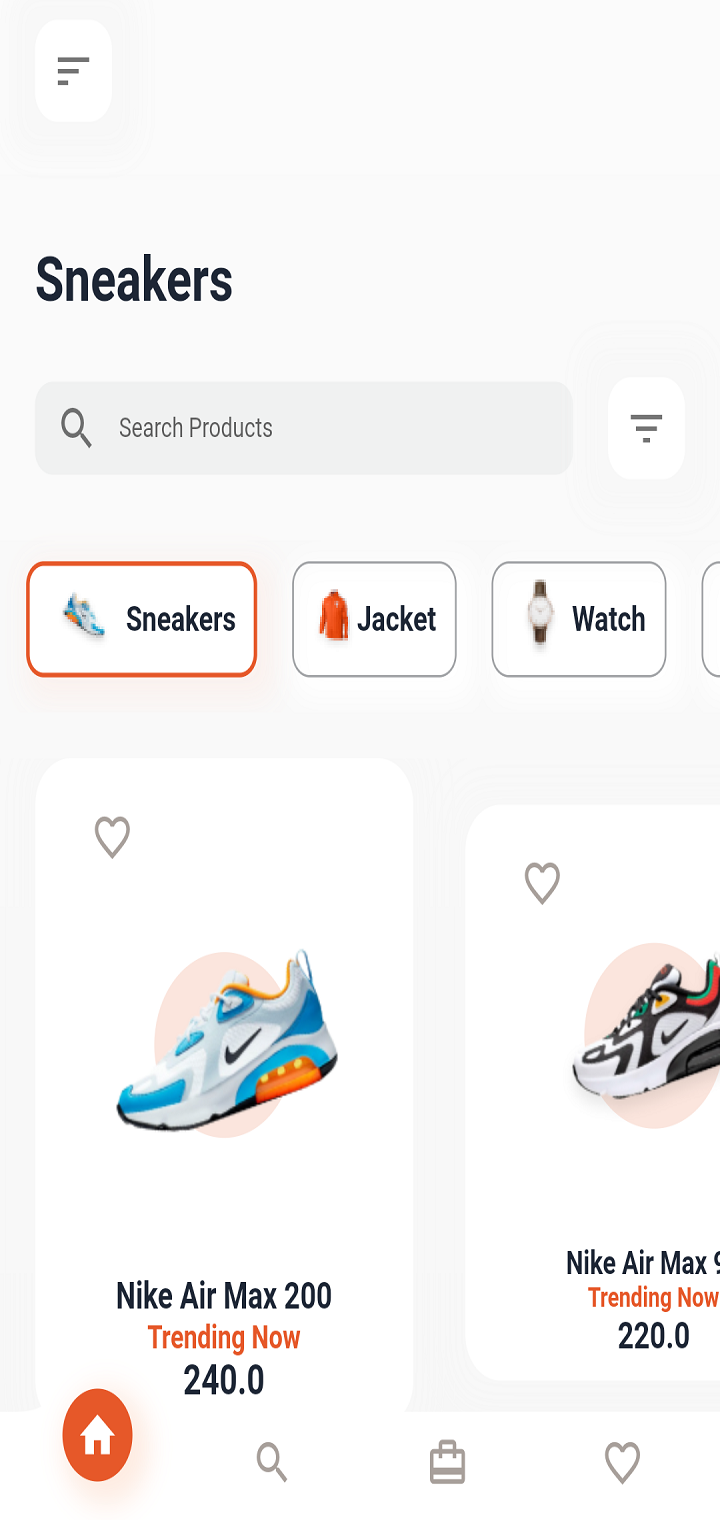 Sneakers
Search Products
Sneakers
Jacket
Watch
Nike Air Max 200
Trending Now
240.0
Nike Air Max
Trending Now
220.0